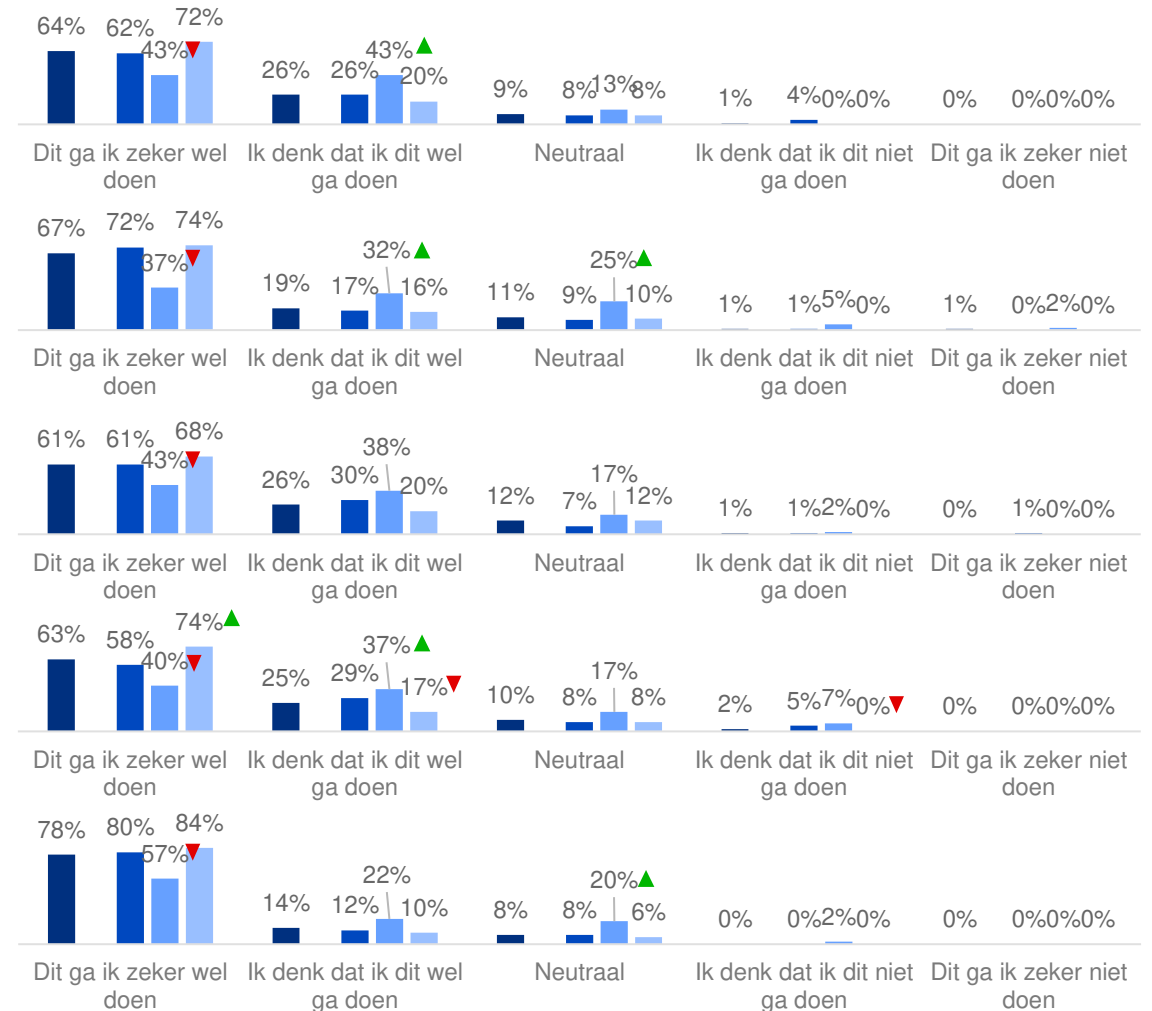 64% 62% 43% 72% 26% 26% 43% 20% 9% 8% 13% 8% 1% 4% 0% 0% 0% 0% 0% 0%
Dit ga ik zeker wel Ik denk dat ik dit wel Neutraal Ik denk dat ik dit niet Dit ga ik zeker niet
doen ga doen ga doen doen
67% 72% 37% 74% 19% 17% 32% 16% 11% 9% 25% 10% 1% 1% 5% 0% 1% 0% 2% 0%
Dit ga ik zeker wel Ik denk dat ik dit wel Neutraal Ik denk dat ik dit niet Dit ga ik zeker niet
doen ga doen ga doen doen
61% 61% 43% 68% 26% 30% 38% 20% 12% 7% 17% 12% 1% 1% 2% 0% 0% 1% 0% 0%
Dit ga ik zeker wel Ik denk dat ik dit wel Neutraal Ik denk dat ik dit niet Dit ga ik zeker niet
doen ga doen ga doen doen
63% 58% 40% 74% 25% 29% 37% 17% 10% 8% 17% 8% 2% 5% 7% 0% 0% 0% 0% 0%
Dit ga ik zeker wel Ik denk dat ik dit wel Neutraal Ik denk dat ik dit niet Dit ga ik zeker niet
doen ga doen ga doen doen
78% 80% 57% 84% 14% 12% 22% 10% 8% 8% 20% 6% 0% 0% 2% 0% 0% 0% 0% 0%
Dit ga ik zeker wel Ik denk dat ik dit wel Neutraal Ik denk dat ik dit niet Dit ga ik zeker niet
doen ga doen ga doen doen